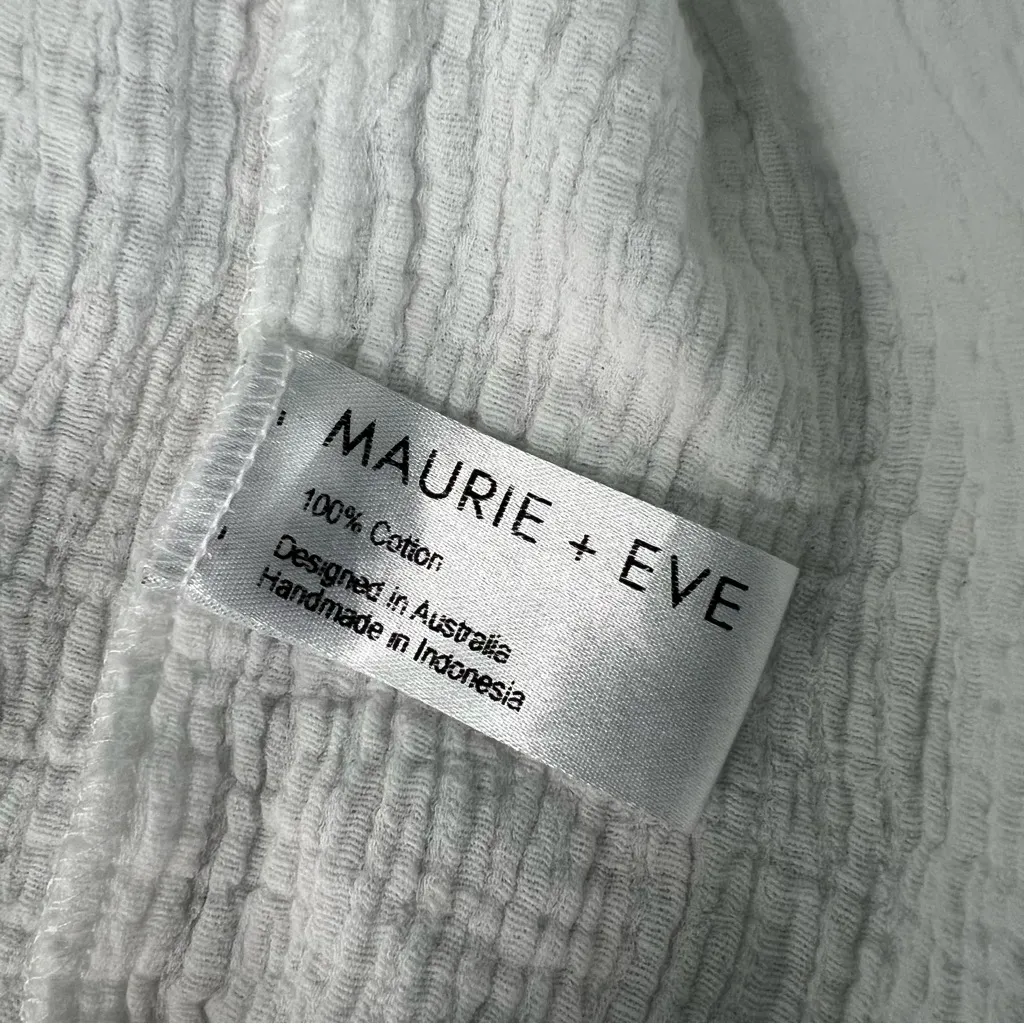 MAURIE + EVE
100% Cotton
Designed in Australia
Handmade in Indonesia